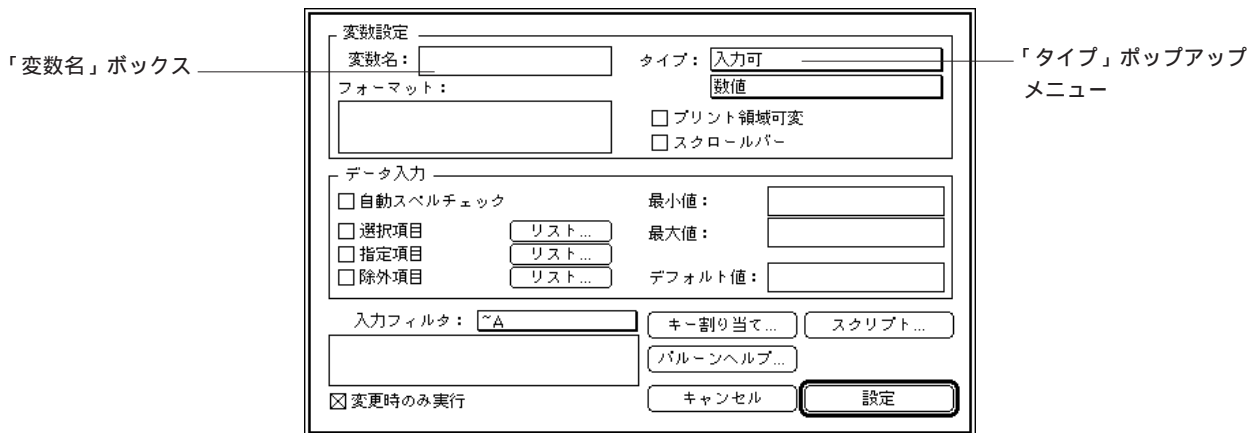 変数設定
「変数名」ボックス
変数名：
タイプ：
入力可
「タイプ」ポップアップ
メニュー
フォーマット：
数値
プリント領域可変
スクロールバー
データ入力
自動スペルチェック
最小値：
選択項目
リスト...
最大値：
指定項目
リスト...
除外項目
リスト...
デフォルト値：
入力フィルタ：
~A
キー割り当て...
スクリプト...
バルーンヘルプ...
変更時のみ実行
キャンセル
設定